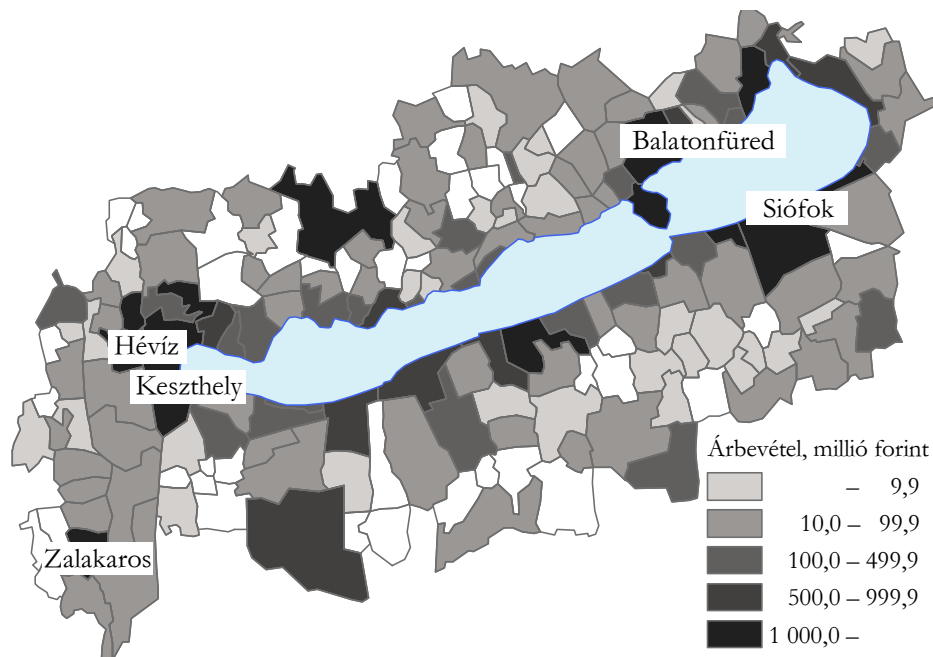 Balatonfüred
Siófok
Hévíz
Keszthely
Zalakaros
Árbevétel, millió forint
– 9,9
10,0 – 99,9
100,0 – 499,9
500,0 – 999,9
1 000,0 –